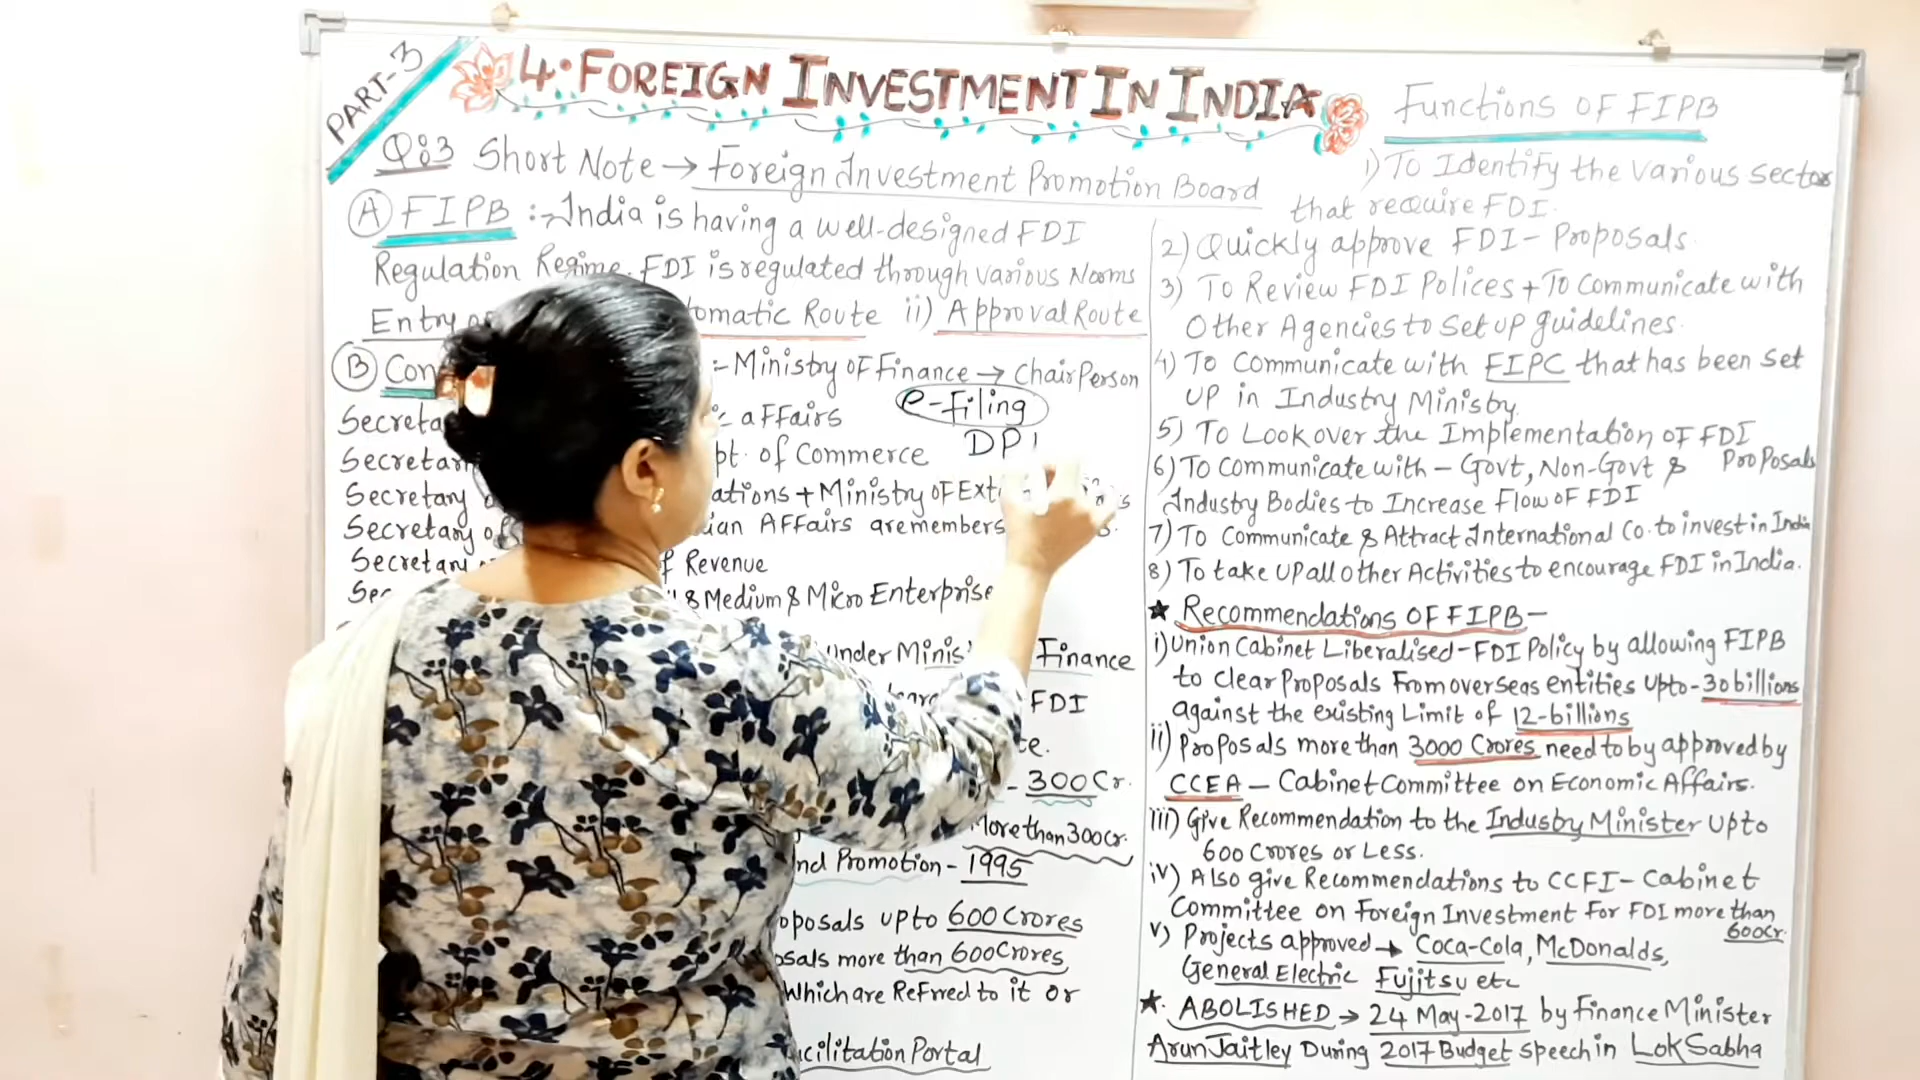 PART-3
4. FOREIGN INVESTMENT IN INDIA
Q:3 Short Note → Foreign Investment Promotion Board
(A) FIPB :- India is having a well-designed FDI
Regulation Regime. FDI is regulated through various Norms
Entry omatic Route ii) Approval Route
(B) Con :- Ministry OF Finance → ChairPerson
Secreta c aFFairs
e-Filing
Secretary pt. of Commerce
DPI
Secretary ations + Ministry OF Ext
Secretary of ian AFFairs are members
Secretary F Revenue
Sec & Medium & Micro Enterprise
under Minis Finance
FDI
te.
- 300 Cr.
More than 300 Cr.
nd Promotion - 1995
oposals upto 600 Crores
osals more than 600 Crores
Which are ReFrred to it or
acilitation Portal
Functions OF FIPB
i) To Identify the various sector
that require FDI.
2) Quickly approve FDI - Proposals.
3) To Review FDI Polices + To Communicate with
Other Agencies to Set up guidelines.
4) To Communicate with FIPC that has been set
UP in Industry Ministry.
5) To Look over the Implementation OF FDI
Proposals
6) To Communicate with - Govt, Non-Govt &
Industry Bodies to Increase Flow OF FDI
7) To Communicate & Attract International Co. to invest in India
8) To take UP all other Activities to encourage FDI in India.
★ Recommendations OF FIPB -
i) Union Cabinet Liberalised - FDI Policy by allowing FIPB
to clear Proposals From overseas entities upto - 30 billions
against the existing Limit of 12-billions
ii) Proposals more than 3000 Crores need to by approved by
CCEA - Cabinet Committee on Economic Affairs.
iii) Give Recommendation to the Industry Minister Upto
600 Crores or Less.
iv) Also give Recommendations to CCFI - Cabinet
Committee on Foreign Investment For FDI more than
600 Cr.
v) Projects approved → Coca-Cola, McDonalds,
General Electric Fujitsu etc
★. ABOLISHED → 24 May-2017 by Finance Minister
Arun Jaitley During 2017 Budget Speech in Lok Sabha